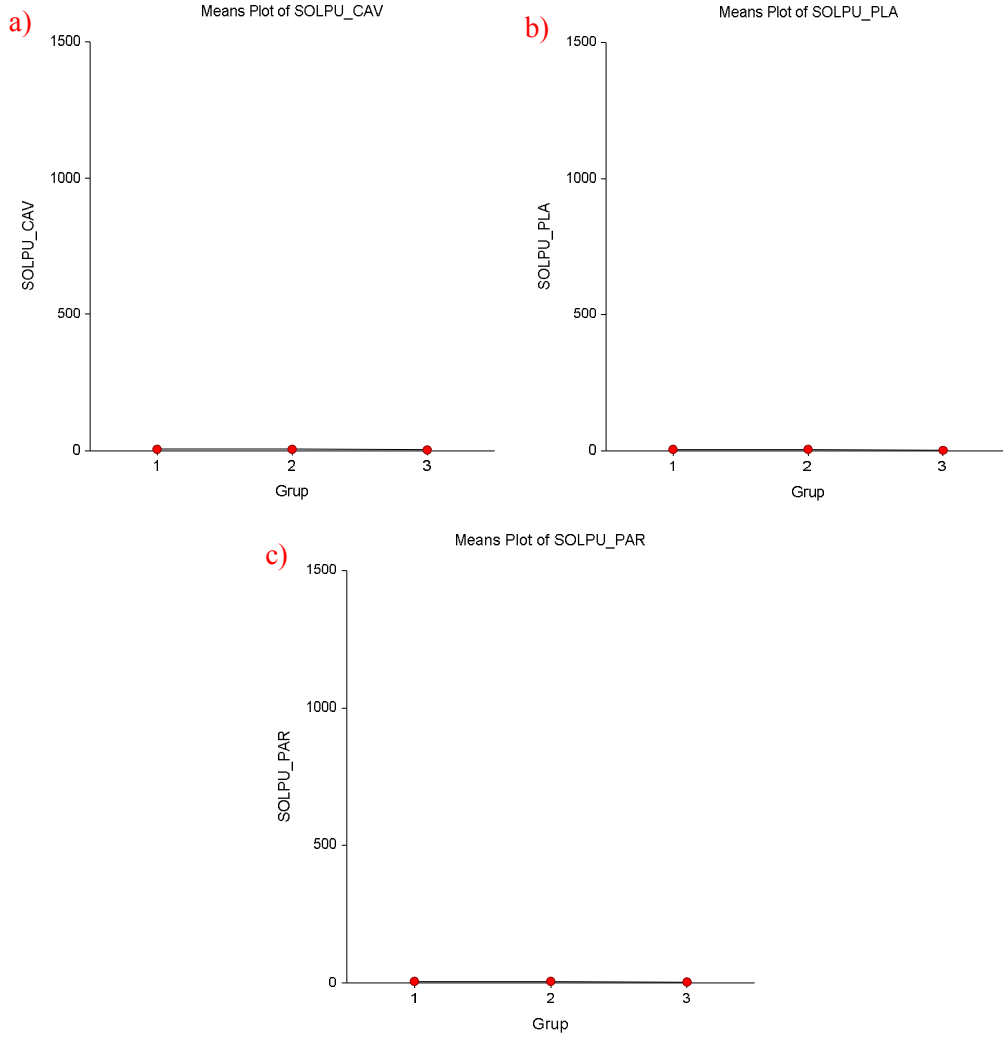 a)
Means Plot of SOLPU_CAV
1500
1000
500
0
SOLPU_CAV
1 2 3
Grup
b)
Means Plot of SOLPU_PLA
1500
1000
500
0
SOLPU_PLA
1 2 3
Grup
c)
Means Plot of SOLPU_PAR
1500
1000
500
0
SOLPU_PAR
1 2 3
Grup